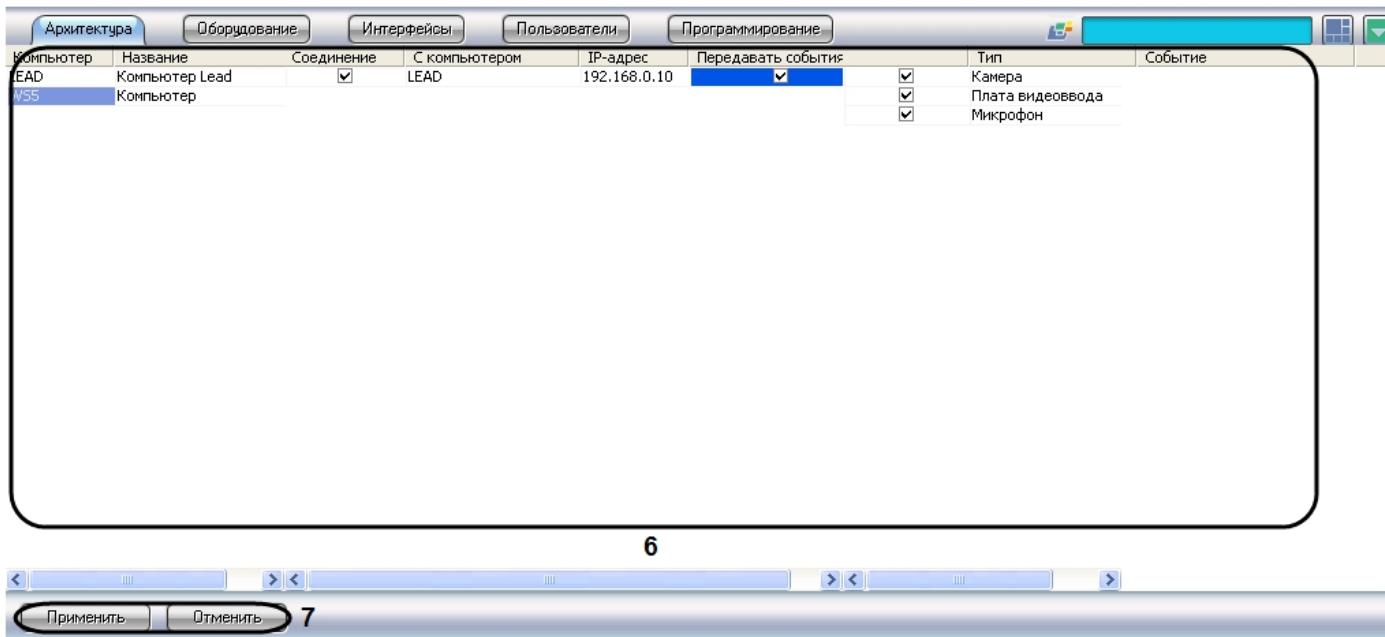 Архитектура Оборудование Интерфейсы Пользователи Программирование
Компьютер Название Соединение С компьютером IP-адрес Передавать события Тип Событие
LEAD Компьютер Lead LEAD 192.168.0.10 Камера
WS5 Компьютер Плата видеоввода
Микрофон
6
Применить Отменить 7